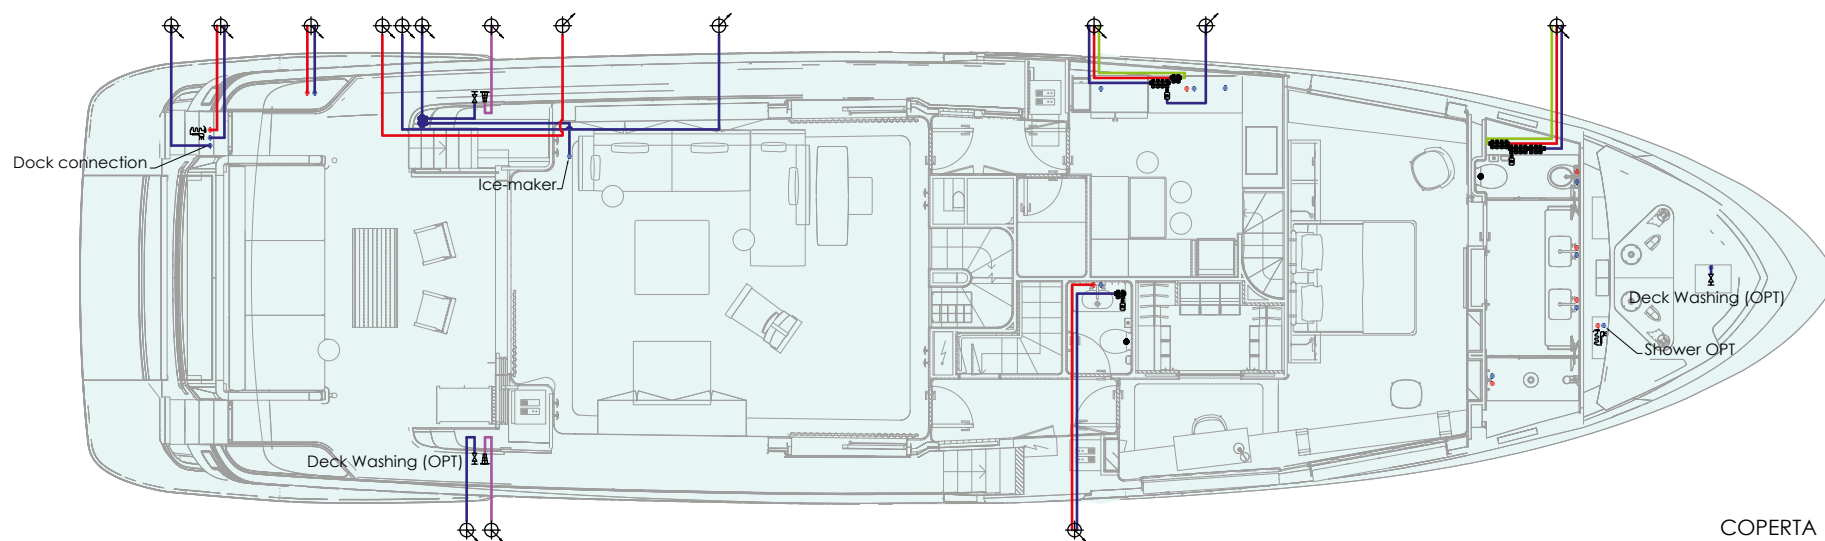 Dock connection
Ice-maker
Deck Washing (OPT)
Shower OPT
Deck Washing (OPT)
COPERTA